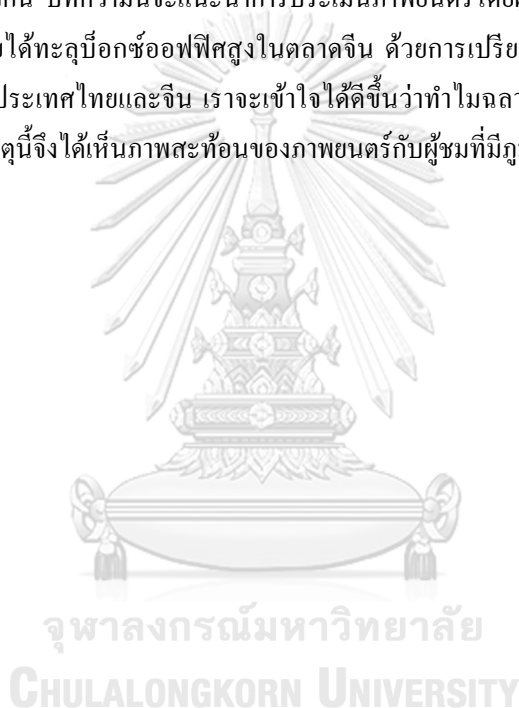 บทความนี้จะแนะนำการประเมินภาพยนตร์โดย
ได้ทะลุบ็อกซ์ออฟฟิศสูงในตลาดจีน ด้วยการเปรีย
ประเทศไทยและจีน เราจะเข้าใจได้ดีขึ้นว่าทำไมฉลา
ตุนี้จึงได้เห็นภาพสะท้อนของภาพยนตร์กับผู้ชมที่มีภู
จุฬาลงกรณ์มหาวิทยาลัย
CHULALONGKORN UNIVERSITY